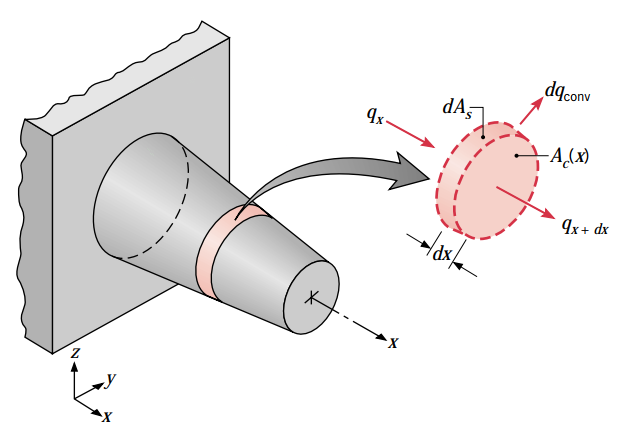 dq_conv
dA_s
q_x
A_c(x)
q_x + dx
dx
x
z
y
x